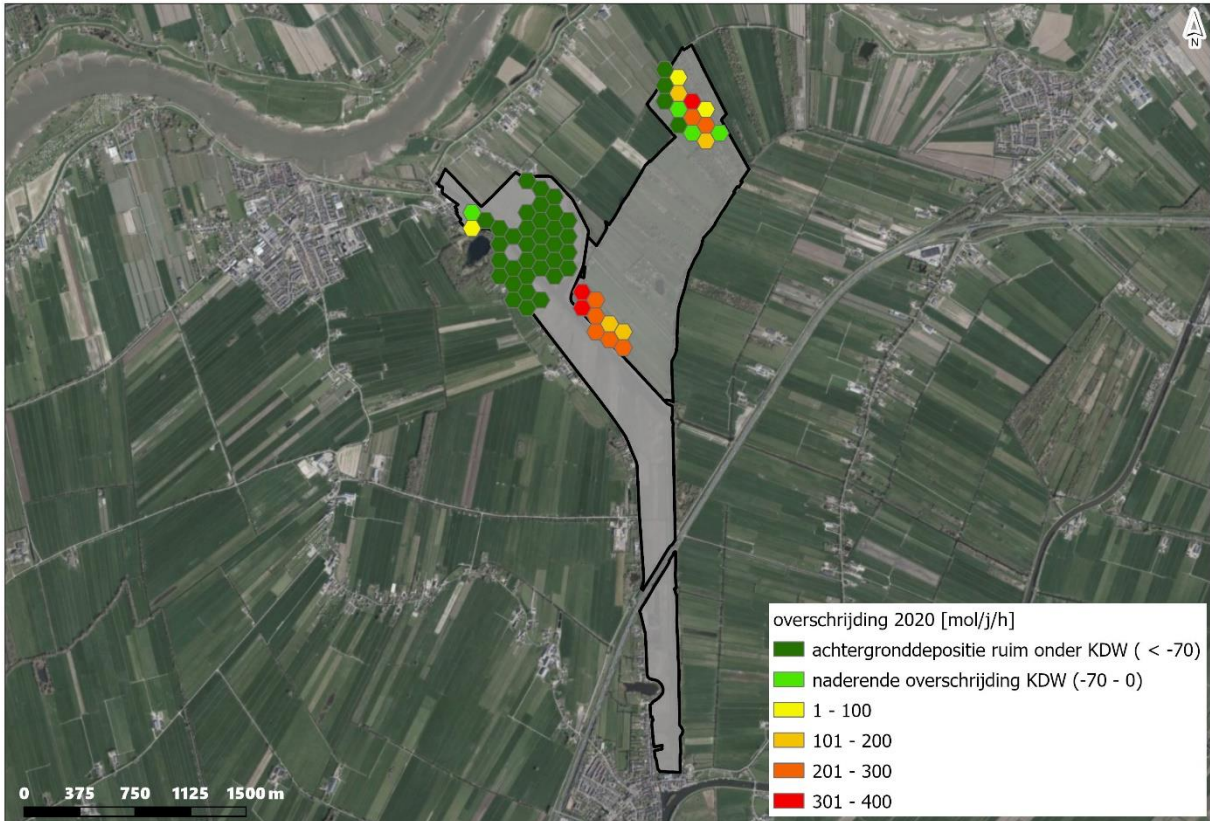 N
overschrijding 2020 [mol/j/h]
achtergronddepositie ruim onder KDW ( < -70)
naderende overschrijding KDW (-70 - 0)
1 - 100
101 - 200
201 - 300
301 - 400
0 375 750 1125 1500 m